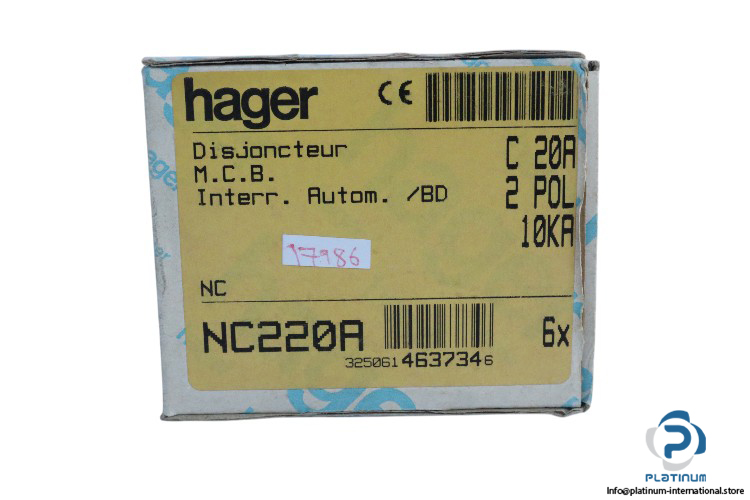 hager CE
Disjoncteur C 20A
M.C.B. 2 POL
Interr. Autom. /BD 10KA
17986
NC
NC220A 6x
3250614637346
hager
PLATINUM
Info@platinum-international.store